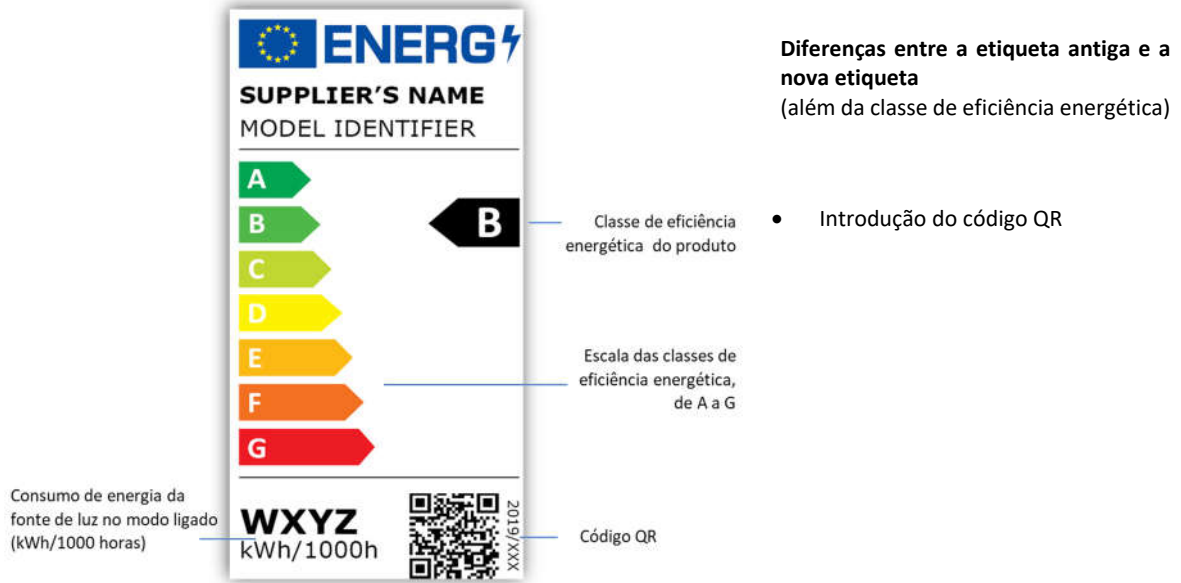 ENERG
SUPPLIER'S NAME
MODEL IDENTIFIER
A
B
C
D
E
F
G
B
Classe de eficiência
energética do produto
Escala das classes de
eficiência energética,
de A a G
Consumo de energia da
fonte de luz no modo ligado
(kWh/1000 horas)
WXYZ
kWh/1000h
2019/XXX
Código QR
Diferenças entre a etiqueta antiga e a
nova etiqueta
(além da classe de eficiência energética)
• Introdução do código QR